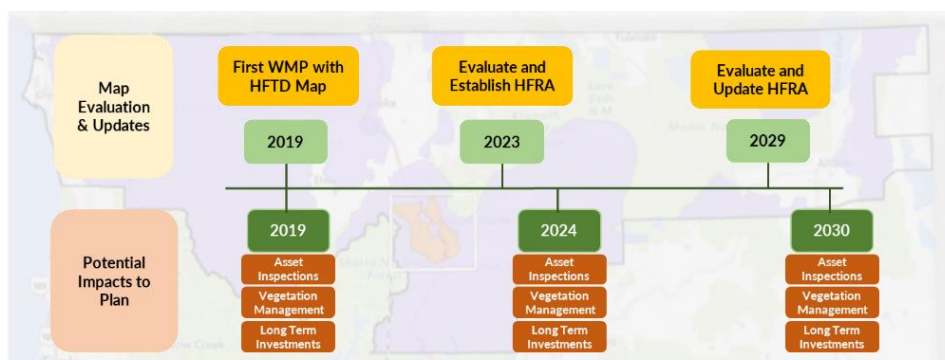 Map
Evaluation
& Updates
First WMP with
HFTD Map
Evaluate and
Establish HFRA
Evaluate and
Update HFRA
2019
2023
2029
Potential
Impacts to
Plan
2019
2024
2030
Asset
Inspections
Vegetation
Management
Long Term
Investments
Asset
Inspections
Vegetation
Management
Long Term
Investments
Asset
Inspections
Vegetation
Management
Long Term
Investments
Tulelake